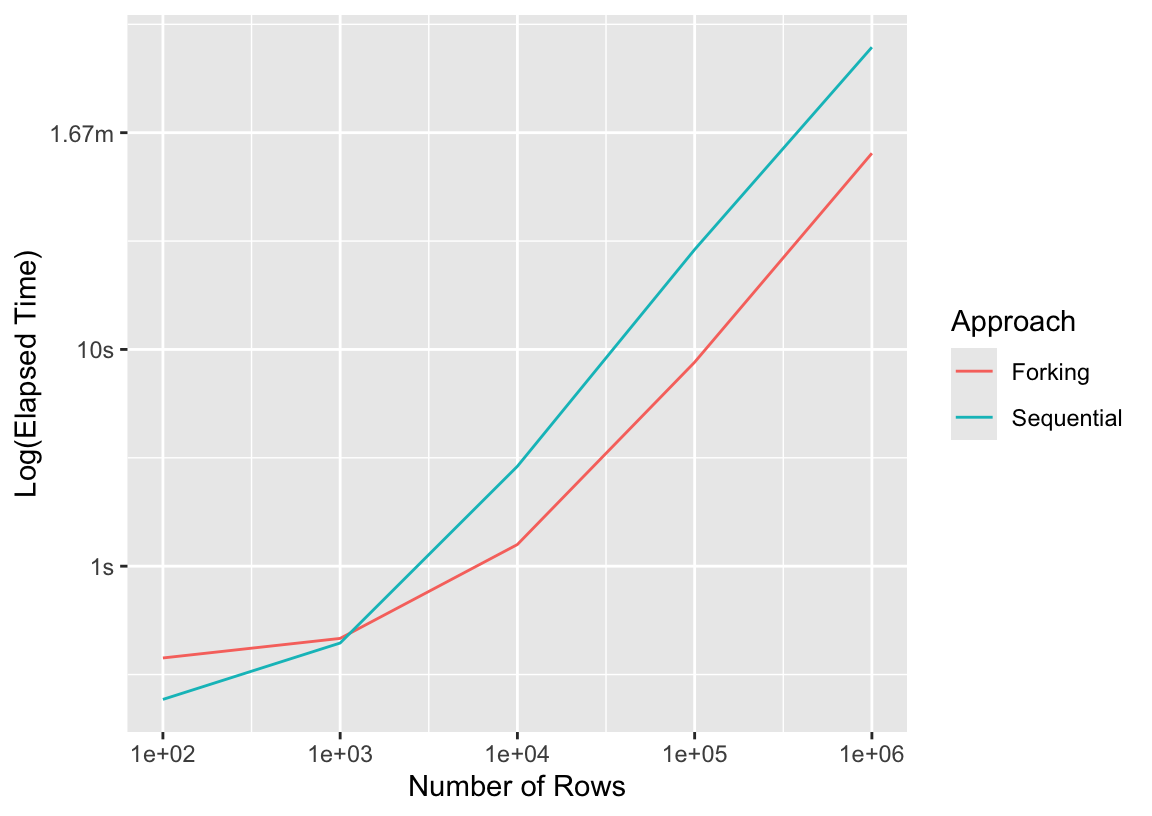 1.67m
10s
1s
Log(Elapsed Time)
1e+02 1e+03 1e+04 1e+05 1e+06
Number of Rows
Approach
Forking
Sequential